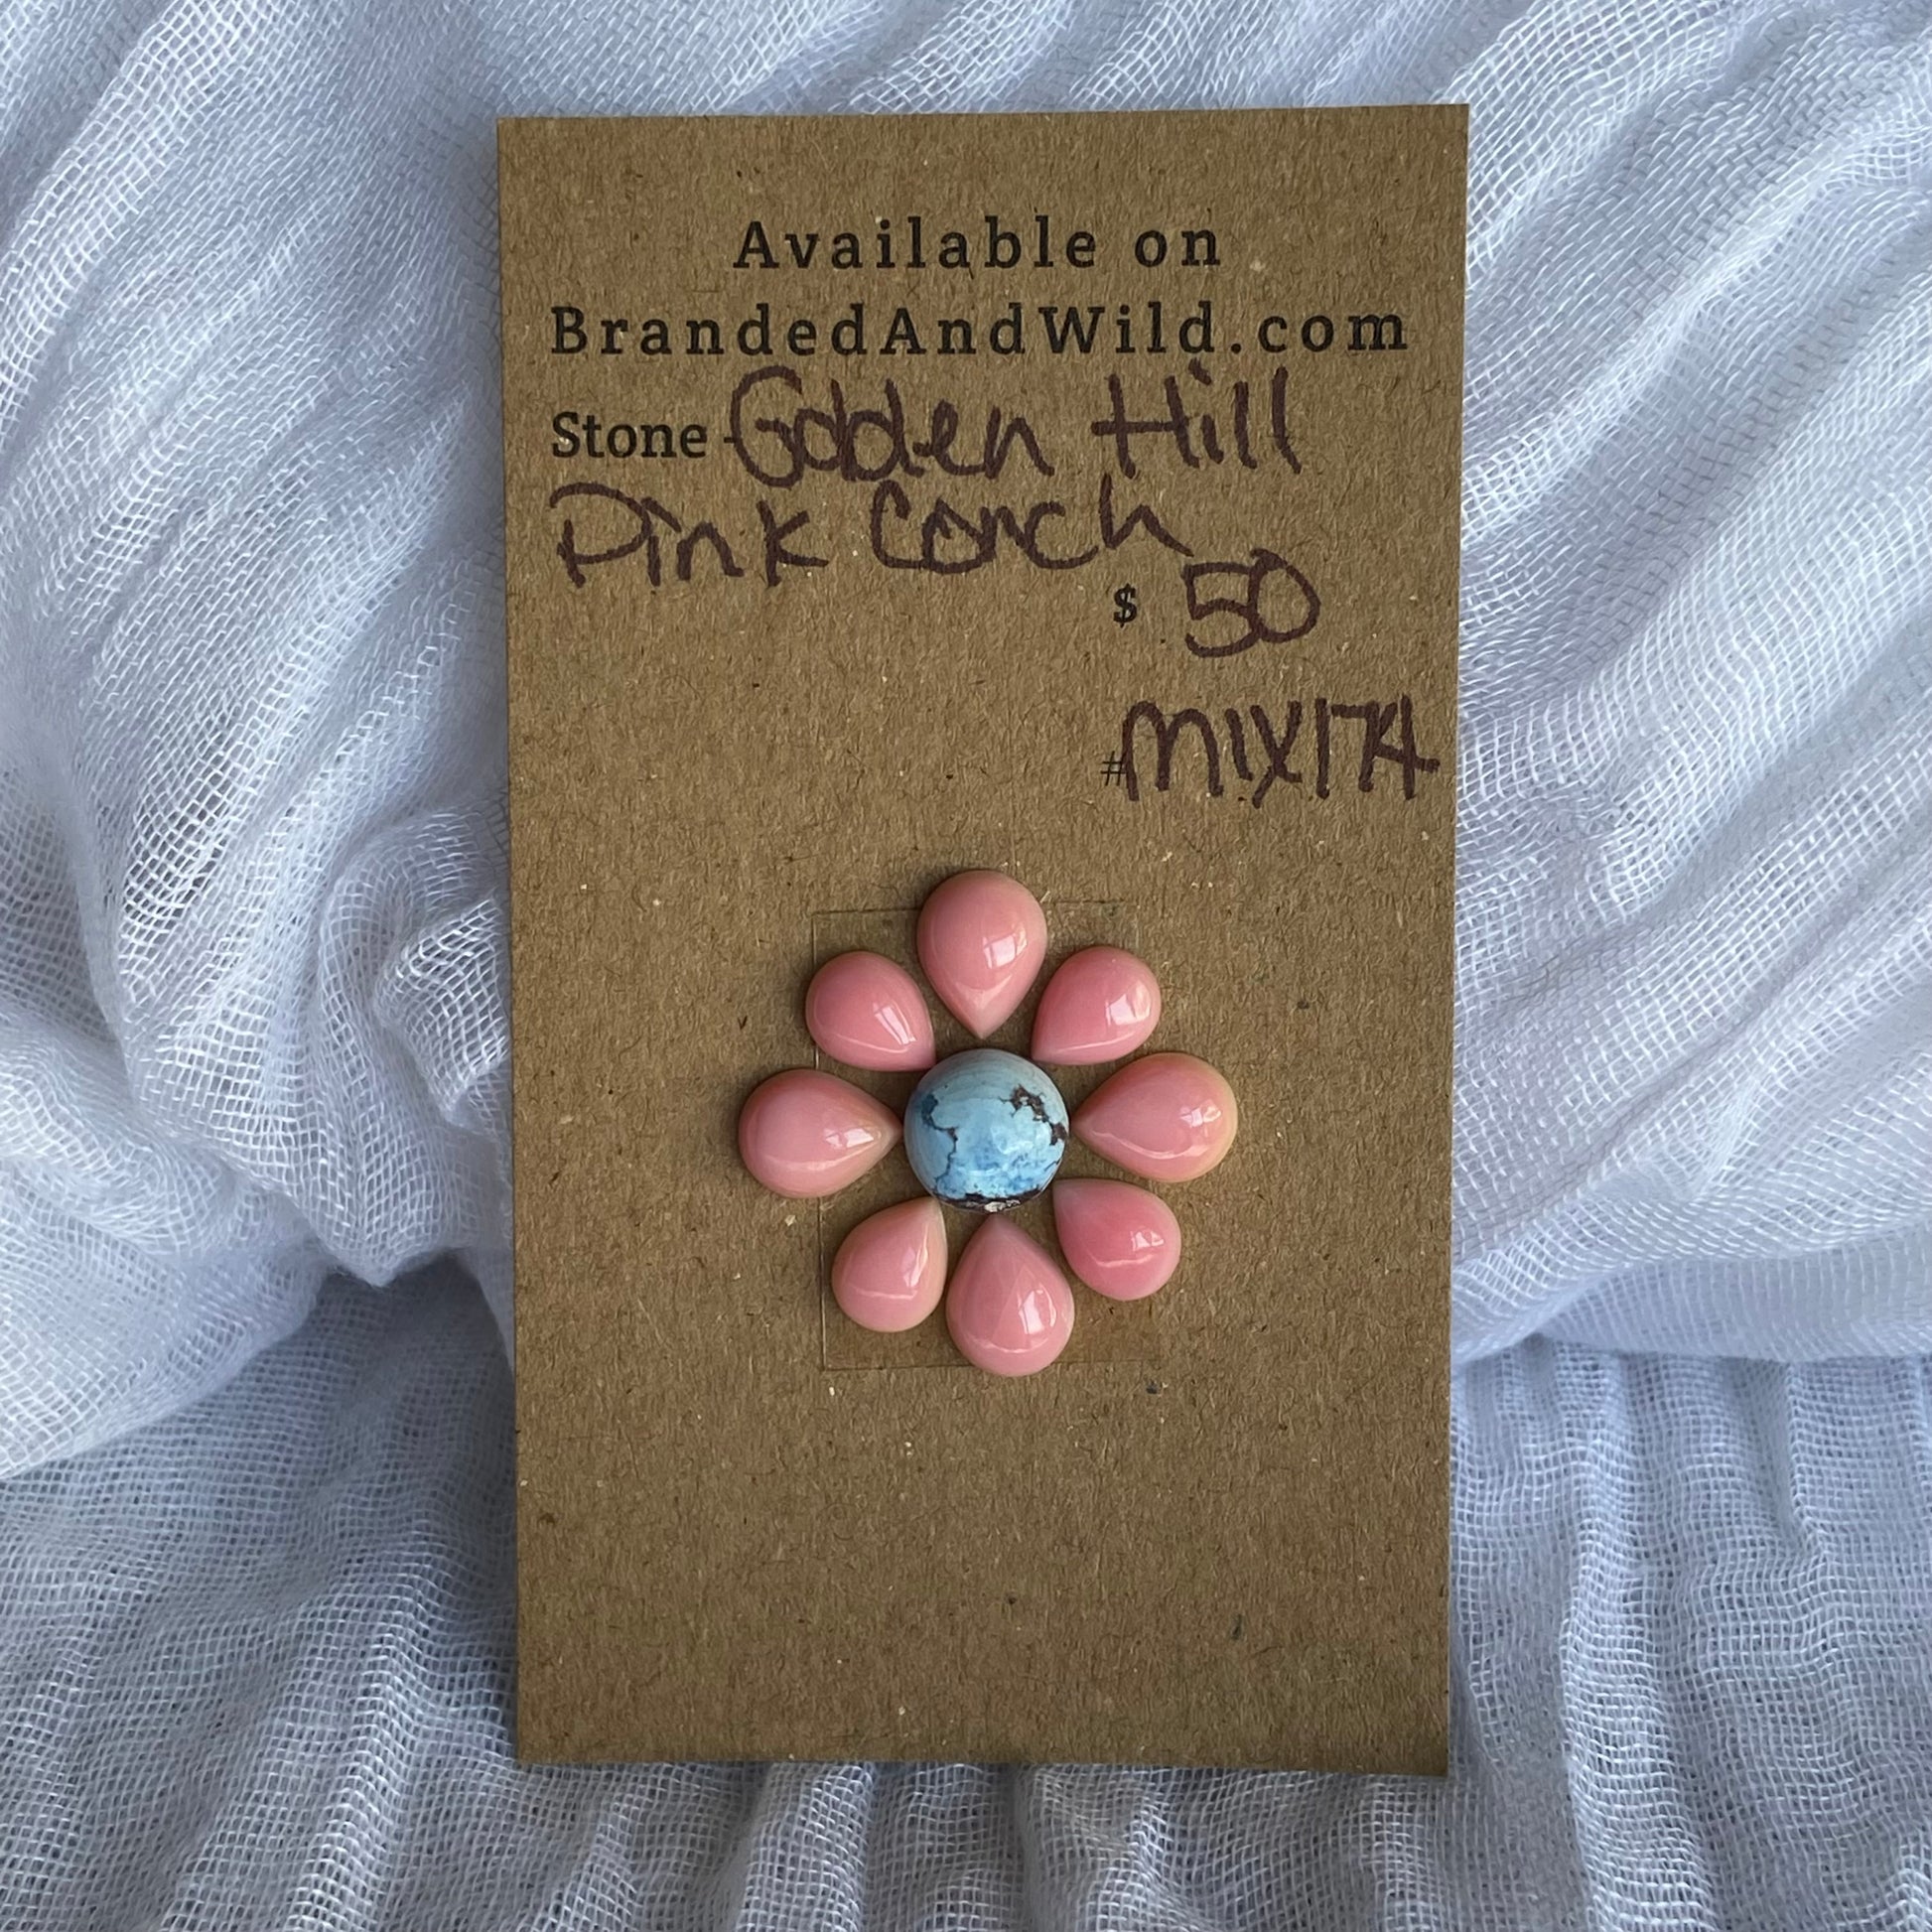 Available on
BrandedAndWild.com
Stone - Golden Hill
Pink Conch
$ 50
#MIX174